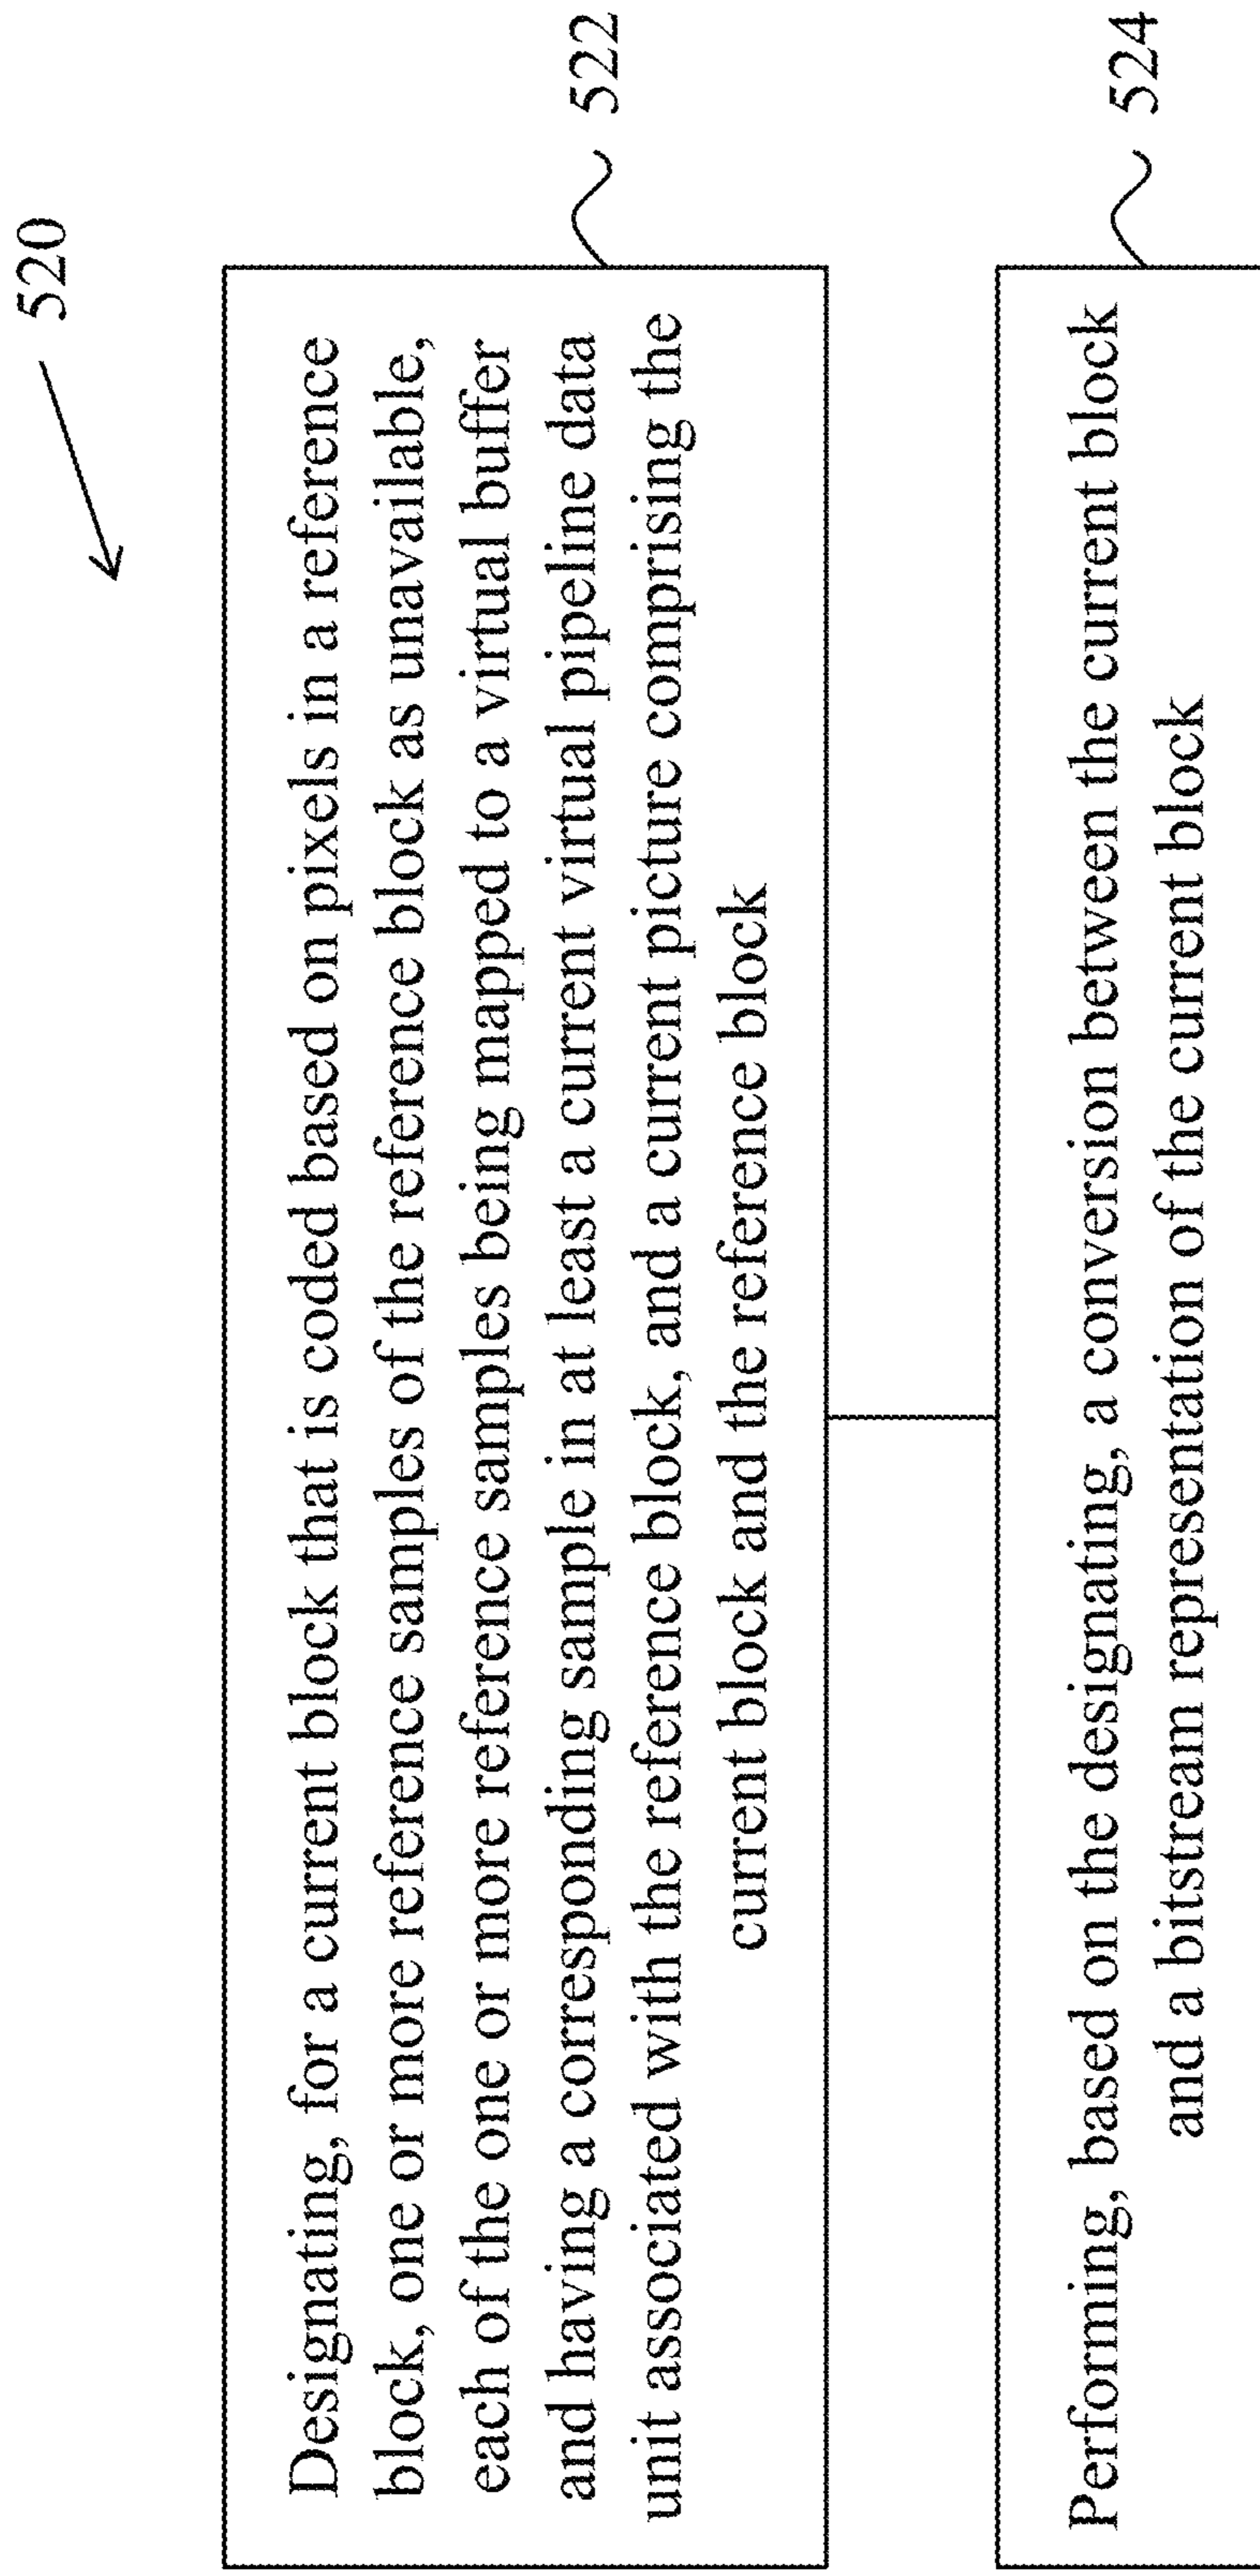 520
Designating, for a current block that is coded based on pixels in a reference
block, one or more reference samples of the reference block as unavailable,
each of the one or more reference samples being mapped to a virtual buffer
and having a corresponding sample in at least a current virtual pipeline data
unit associated with the reference block, and a current picture comprising the
current block and the reference block
522
Performing, based on the designating, a conversion between the current block
and a bitstream representation of the current block
524